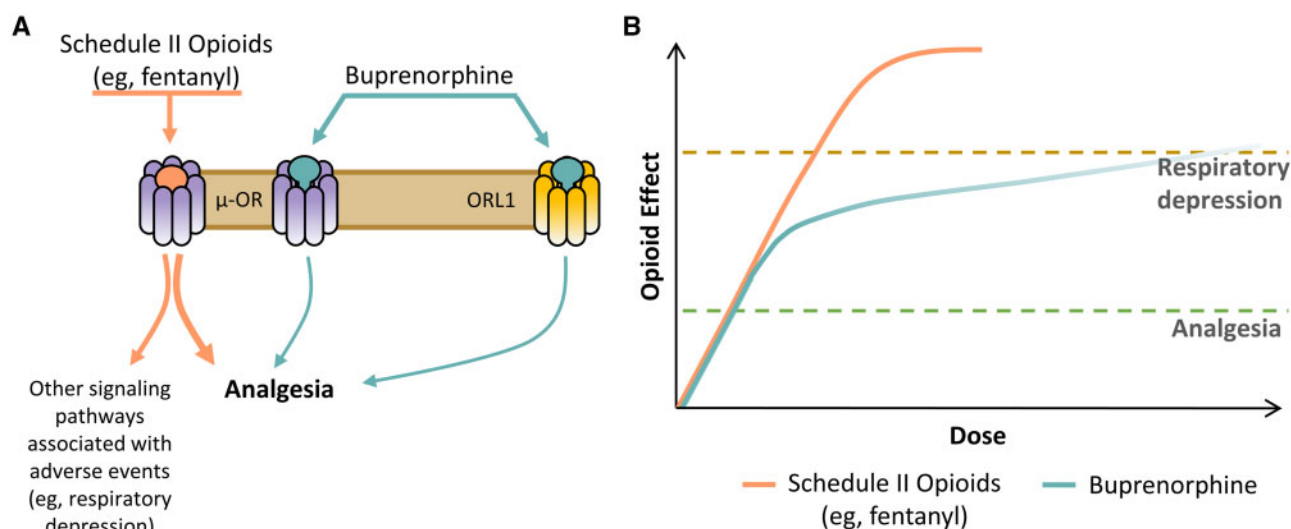 A
Schedule II Opioids
(eg, fentanyl)
Buprenorphine
μ-OR
ORL1
Other signaling
pathways
associated with
adverse events
(eg, respiratory
depression)
Analgesia
B
Opioid Effect
Respiratory
depression
Analgesia
Dose
Schedule II Opioids
(eg, fentanyl)
Buprenorphine